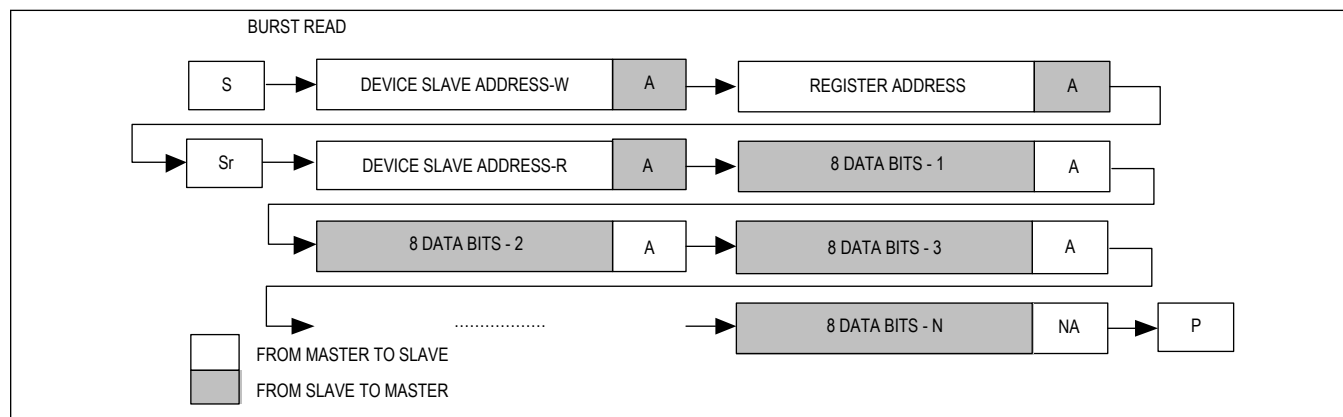 BURST READ
S DEVICE SLAVE ADDRESS-W A REGISTER ADDRESS A
Sr DEVICE SLAVE ADDRESS-R A 8 DATA BITS - 1 A
8 DATA BITS - 2 A 8 DATA BITS - 3 A
.................. 8 DATA BITS - N NA P
FROM MASTER TO SLAVE
FROM SLAVE TO MASTER